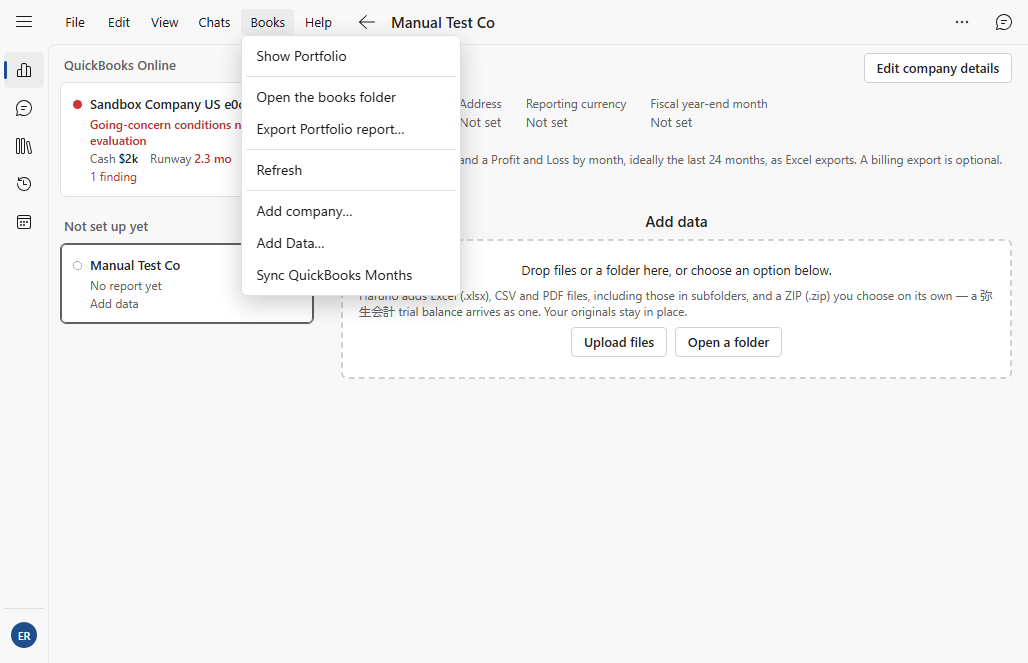 File Edit View Chats Books Help Manual Test Co
QuickBooks Online
Sandbox Company US
Going-concern conditions
evaluation
Cash $2k Runway 2.3 mo
1 finding
Not set up yet
Manual Test Co
No report yet
Add data
Show Portfolio
Open the books folder
Export Portfolio report...
Refresh
Add company...
Add Data...
Sync QuickBooks Months
Edit company details
Address Reporting currency Fiscal year-end month
Not set Not set Not set
and a Profit and Loss by month, ideally the last 24 months, as Excel exports. A billing export is optional.
Add data
Drop files or a folder here, or choose an option below.
Haruno adds Excel (.xlsx), CSV and PDF files, including those in subfolders, and a ZIP (.zip) you choose on its own — a 弥
生会計 trial balance arrives as one. Your originals stay in place.
Upload files Open a folder
ER